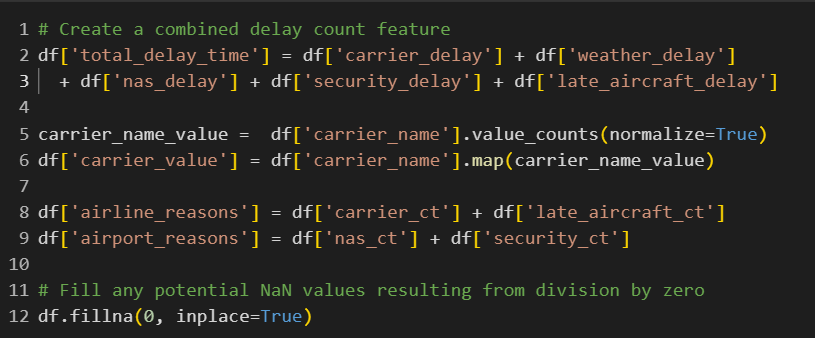 1 # Create a combined delay count feature
2 df['total_delay_time'] = df['carrier_delay'] + df['weather_delay']
3   + df['nas_delay'] + df['security_delay'] + df['late_aircraft_delay']
4
5 carrier_name_value =  df['carrier_name'].value_counts(normalize=True)
6 df['carrier_value'] = df['carrier_name'].map(carrier_name_value)
7
8 df['airline_reasons'] = df['carrier_ct'] + df['late_aircraft_ct']
9 df['airport_reasons'] = df['nas_ct'] + df['security_ct']
10
11 # Fill any potential NaN values resulting from division by zero
12 df.fillna(0, inplace=True)